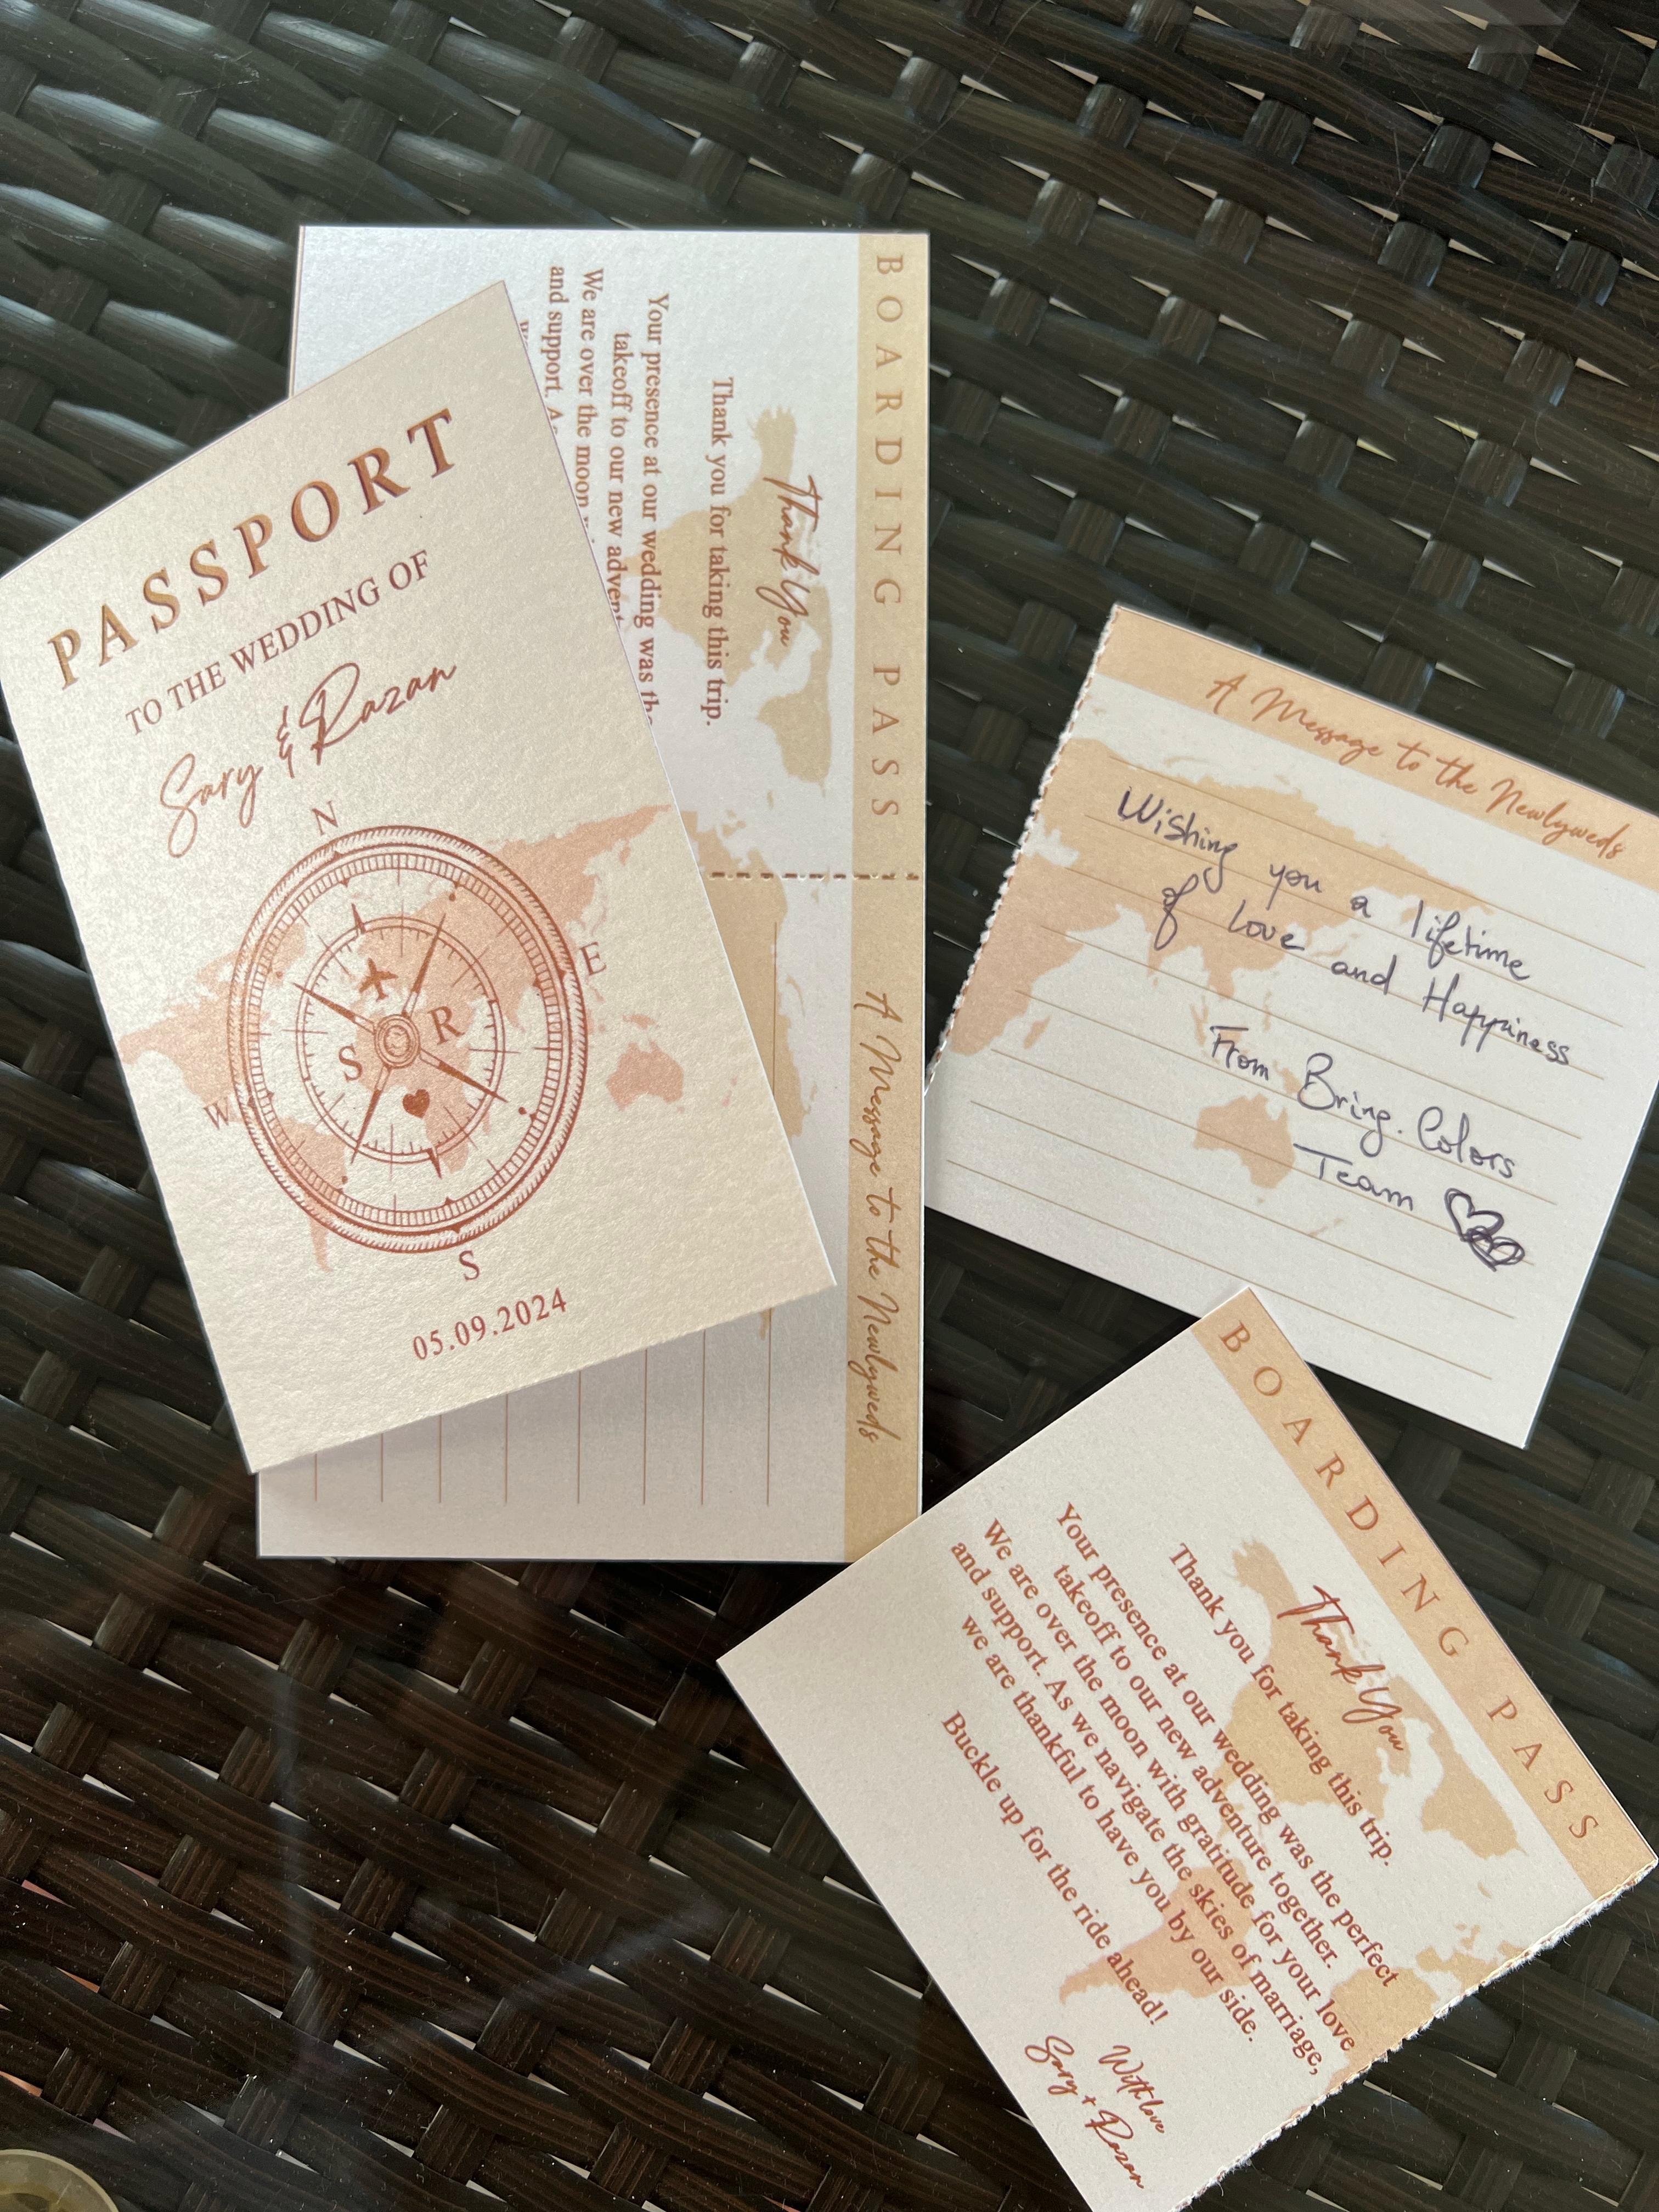 PASSPORT
TO THE WEDDING OF
Sary & Razan
N
E
S R
W
S
05.09.2024
BOARDING PASS
Thank You
Thank you for taking this trip.
Your presence at our wedding was the
takeoff to our new advent
We are over the moon
and support. As
A Message to the Newlyweds
A Message to the Newlyweds
Wishing you a lifetime
of love and Happiness
From Bring. Colors
Team
BOARDING PASS
Thank You
Thank you for taking this trip.
Your presence at our wedding was the perfect
takeoff to our new adventure together.
We are over the moon with gratitude for your love
and support. As we navigate the skies of marriage,
we are thankful to have you by our side.
Buckle up for the ride ahead!
With love
Sary + Razan